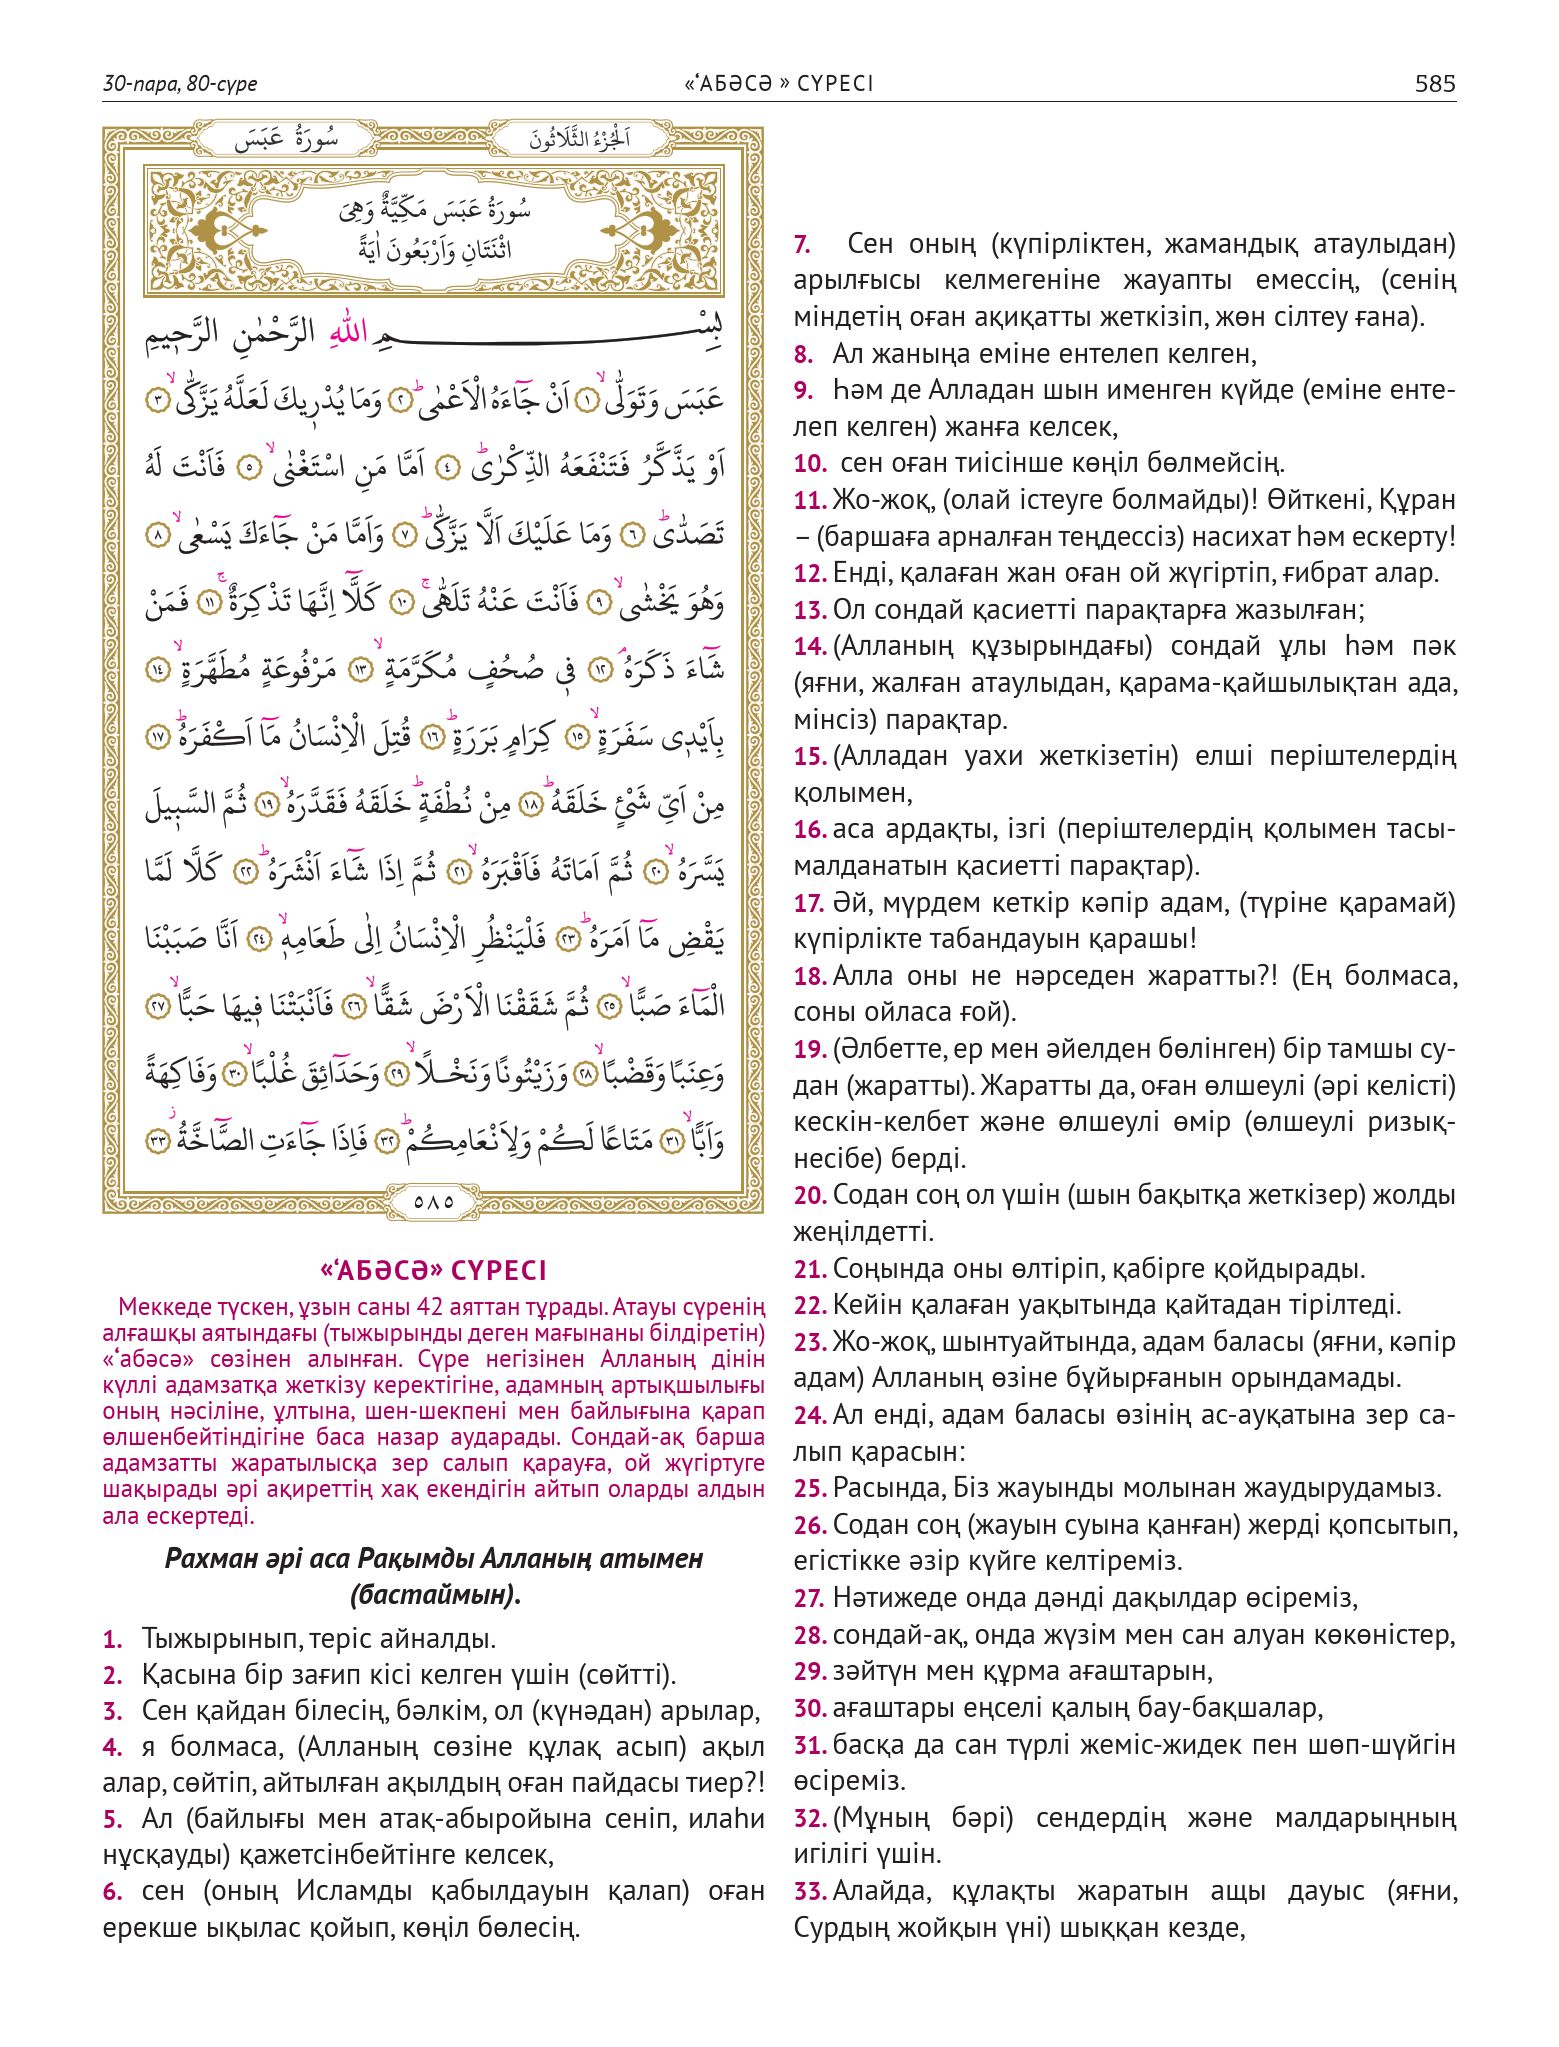 30-пара, 80-сүре
«ʿАБӘСӘ » СҮРЕСІ
585
اَلْجُزْءُ الثَّلَاثُونَ
سُورَةُ عَبَسَ
سُورَةُ عَبَسَ مَكِّيَّةٌ وَهِيَ
اثْنَتَانِ وَاَرْبَعُونَ اٰيَةً
بِسْمِ اللّٰهِ الرَّحْمٰنِ الرَّح۪يمِ
عَبَسَ وَتَوَلّٰىۙ ﴿١﴾ اَنْ جَٓاءَهُ الْاَعْمٰىۜ ﴿٢﴾ وَمَا يُدْر۪يكَ لَعَلَّهُ يَزَّكّٰىۙ ﴿٣﴾
اَوْ يَذَّكَّرُ فَتَنْفَعَهُ الذِّكْرٰىۜ ﴿٤﴾ اَمَّا مَنِ اسْتَغْنٰىۙ ﴿٥﴾ فَاَنْتَ لَهُ
تَصَدّٰىۜ ﴿٦﴾ وَمَا عَلَيْكَ اَلَّا يَزَّكّٰىۜ ﴿٧﴾ وَاَمَّا مَنْ جَٓاءَكَ يَسْعٰىۙ ﴿٨﴾
وَهُوَ يَخْشٰىۙ ﴿٩﴾ فَاَنْتَ عَنْهُ تَلَهّٰىۚ ﴿١٠﴾ كَلَّٓا اِنَّهَا تَذْكِرَةٌۚ ﴿١١﴾ فَمَنْ
شَٓاءَ ذَكَرَهُۢ ﴿١٢﴾ ف۪ي صُحُفٍ مُكَرَّمَةٍۙ ﴿١٣﴾ مَرْفُوعَةٍ مُطَهَّرَةٍۙ ﴿١٤﴾
بِاَيْد۪ي سَفَرَةٍۙ ﴿١٥﴾ كِرَامٍ بَرَرَةٍۜ ﴿١٦﴾ قُتِلَ الْاِنْسَانُ مَٓا اَكْفَرَهُۜ ﴿١٧﴾
مِنْ اَيِّ شَيْءٍ خَلَقَهُۜ ﴿١٨﴾ مِنْ نُطْفَةٍۜ خَلَقَهُ فَقَدَّرَهُۙ ﴿١٩﴾ ثُمَّ السَّب۪يلَ
يَسَّرَهُۙ ﴿٢٠﴾ ثُمَّ اَمَاتَهُ فَاَقْبَرَهُۙ ﴿٢١﴾ ثُمَّ اِذَا شَٓاءَ اَنْشَرَهُۜ ﴿٢٢﴾ كَلَّا لَمَّا
يَقْضِ مَٓا اَمَرَهُۜ ﴿٢٣﴾ فَلْيَنْظُرِ الْاِنْسَانُ اِلٰى طَعَامِه۪ۙ ﴿٢٤﴾ اَنَّا صَبَبْنَا
الْمَٓاءَ صَبًّاۙ ﴿٢٥﴾ ثُمَّ شَقَقْنَا الْاَرْضَ شَقًّاۙ ﴿٢٦﴾ فَاَنْبَتْنَا ف۪يهَا حَبًّاۙ ﴿٢٧﴾
وَعِنَبًا وَقَضْبًاۙ ﴿٢٨﴾ وَزَيْتُونًا وَنَخْلًاۙ ﴿٢٩﴾ وَحَدَٓائِقَ غُلْبًاۙ ﴿٣٠﴾ وَفَاكِهَةً
وَاَبًّاۙ ﴿٣١﴾ مَتَاعًا لَكُمْ وَلِاَنْعَامِكُمْۜ ﴿٣٢﴾ فَاِذَا جَٓاءَتِ الصَّٓاخَّةُۘ ﴿٣٣﴾
٥٨٥
«ʿАБӘСӘ» СҮРЕСІ
Меккеде түскен, ұзын саны 42 аяттан тұрады. Атауы сүренің
алғашқы аятындағы (тыжырынды деген мағынаны білдіретін)
«ʿабәсә» сөзінен алынған. Сүре негізінен Алланың дінін
күллі адамзатқа жеткізу керектігіне, адамның артықшылығы
оның нәсіліне, ұлтына, шен-шекпені мен байлығына қарап
өлшенбейтіндігіне баса назар аударады. Сондай-ақ барша
адамзатты жаратылысқа зер салып қарауға, ой жүгіртуге
шақырады әрі ақиреттің хақ екендігін айтып оларды алдын
ала ескертеді.
Рахман әрі аса Рақымды Алланың атымен
(бастаймын).
1. Тыжырынып, теріс айналды.
2. Қасына бір зағип кісі келген үшін (сөйтті).
3. Сен қайдан білесің, бәлкім, ол (күнәдан) арылар,
4. я болмаса, (Алланың сөзіне құлақ асып) ақыл
алар, сөйтіп, айтылған ақылдың оған пайдасы тиер?!
5. Ал (байлығы мен атақ-абыройына сеніп, илаһи
нұсқауды) қажетсінбейтінге келсек,
6. сен (оның Исламды қабылдауын қалап) оған
ерекше ықылас қойып, көңіл бөлесің.
7. Сен оның (күпірліктен, жамандық атаулыдан)
арылғысы келмегеніне жауапты емессің, (сенің
міндетің оған ақиқатты жеткізіп, жөн сілтеу ғана).
8. Ал жаныңа еміне ентелеп келген,
9. Һәм де Алладан шын именген күйде (еміне енте-
леп келген) жанға келсек,
10. сен оған тиісінше көңіл бөлмейсің.
11. Жо-жоқ, (олай істеуге болмайды)! Өйткені, Құран
– (баршаға арналған теңдессіз) насихат һәм ескерту!
12. Енді, қалаған жан оған ой жүгіртіп, ғибрат алар.
13. Ол сондай қасиетті парақтарға жазылған;
14. (Алланың құзырындағы) сондай ұлы һәм пәк
(яғни, жалған атаулыдан, қарама-қайшылықтан ада,
мінсіз) парақтар.
15. (Алладан уахи жеткізетін) елші періштелердің
қолымен,
16. аса ардақты, ізгі (періштелердің қолымен тасы-
малданатын қасиетті парақтар).
17. Әй, мүрдем кеткір кәпір адам, (түріне қарамай)
күпірлікте табандауын қарашы!
18. Алла оны не нәрседен жаратты?! (Ең болмаса,
соны ойласа ғой).
19. (Әлбетте, ер мен әйелден бөлінген) бір тамшы су-
дан (жаратты). Жаратты да, оған өлшеулі (әрі келісті)
кескін-келбет және өлшеулі өмір (өлшеулі ризық-
несібе) берді.
20. Содан соң ол үшін (шын бақытқа жеткізер) жолды
жеңілдетті.
21. Соңында оны өлтіріп, қабірге қойдырады.
22. Кейін қалаған уақытында қайтадан тірілтеді.
23. Жо-жоқ, шынтуайтында, адам баласы (яғни, кәпір
адам) Алланың өзіне бұйырғанын орындамады.
24. Ал енді, адам баласы өзінің ас-ауқатына зер са-
лып қарасын:
25. Расында, Біз жауынды молынан жаудырудамыз.
26. Содан соң (жауын суына қанған) жерді қопсытып,
егістікке әзір күйге келтіреміз.
27. Нәтижеде онда дәнді дақылдар өсіреміз,
28. сондай-ақ, онда жүзім мен сан алуан көкөністер,
29. зәйтүн мен құрма ағаштарын,
30. ағаштары еңселі қалың бау-бақшалар,
31. басқа да сан түрлі жеміс-жидек пен шөп-шүйгін
өсіреміз.
32. (Мұның бәрі) сендердің және малдарыңның
игілігі үшін.
33. Алайда, құлақты жаратын ащы дауыс (яғни,
Сурдың жойқын үні) шыққан кезде,